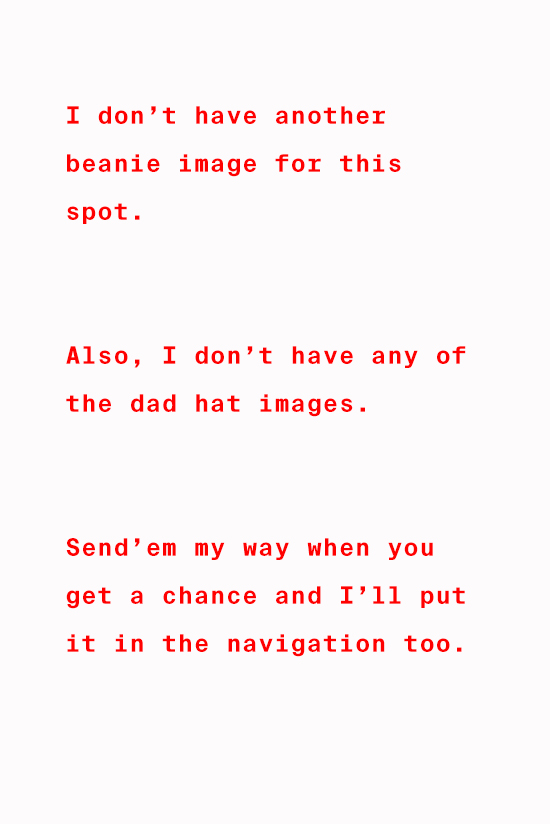 I don’t have another
beanie image for this
spot.
Also, I don’t have any of
the dad hat images.
Send’em my way when you
get a chance and I’ll put
it in the navigation too.